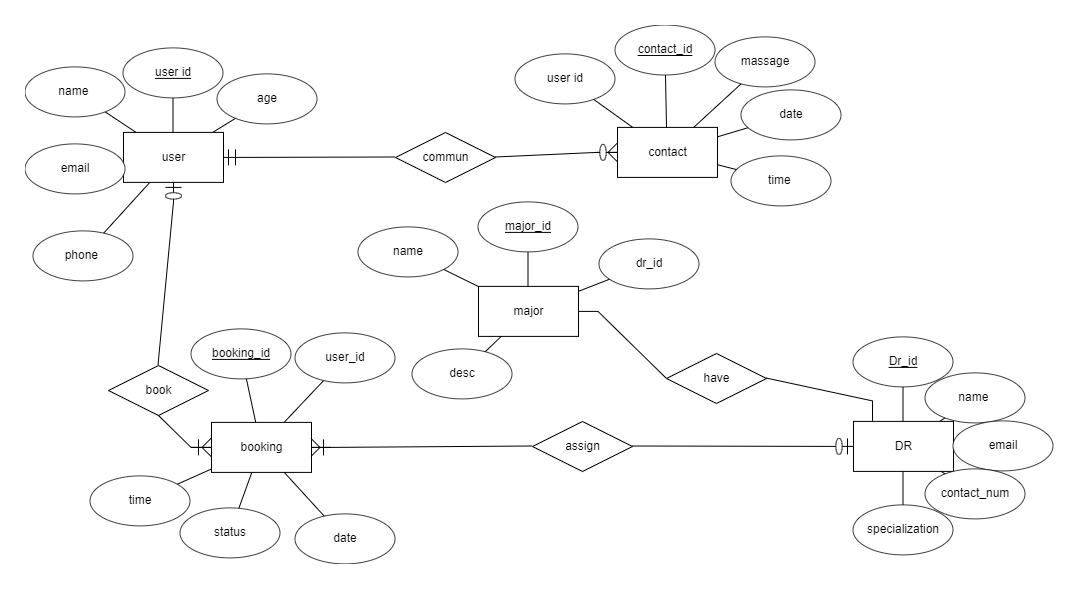 user id
name
age
user
email
phone
commun
contact_id
user id
massage
date
contact
time
major_id
name
dr_id
major
desc
have
book
booking_id
user_id
booking
time
status
date
assign
Dr_id
name
DR
email
contact_num
specialization